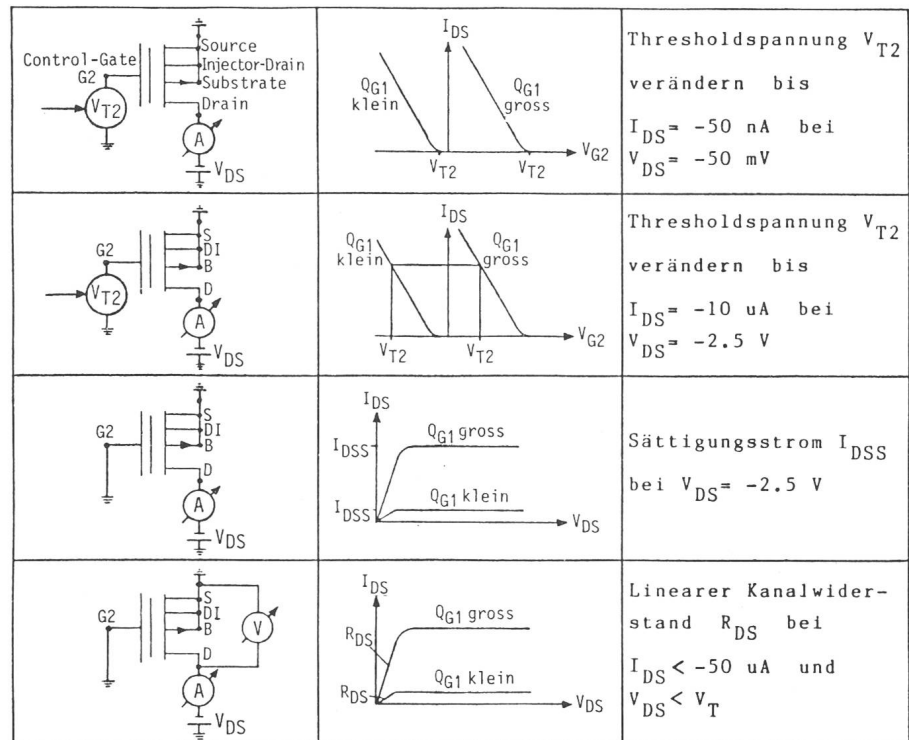 Control-Gate
G2
V_T2
Source
Injector-Drain
Substrate
Drain
A
V_DS
I_DS
Q_G1
klein
Q_G1
gross
V_T2
V_T2
V_G2
Thresholdspannung V_T2
verändern bis
I_DS= -50 nA bei
V_DS= -50 mV
G2
V_T2
S
DI
B
D
A
V_DS
I_DS
Q_G1
klein
Q_G1
gross
V_T2
V_T2
V_G2
Thresholdspannung V_T2
verändern bis
I_DS= -10 uA bei
V_DS= -2.5 V
G2
S
DI
B
D
A
V_DS
I_DS
I_DSS
Q_G1 gross
I_DSS
Q_G1 klein
V_DS
Sättigungsstrom I_DSS
bei V_DS= -2.5 V
G2
S
DI
B
D
V
A
V_DS
I_DS
Q_G1 gross
R_DS
Q_G1 klein
R_DS
V_DS
Linearer Kanalwider-
stand R_DS bei
I_DS < -50 uA und
V_DS < V_T